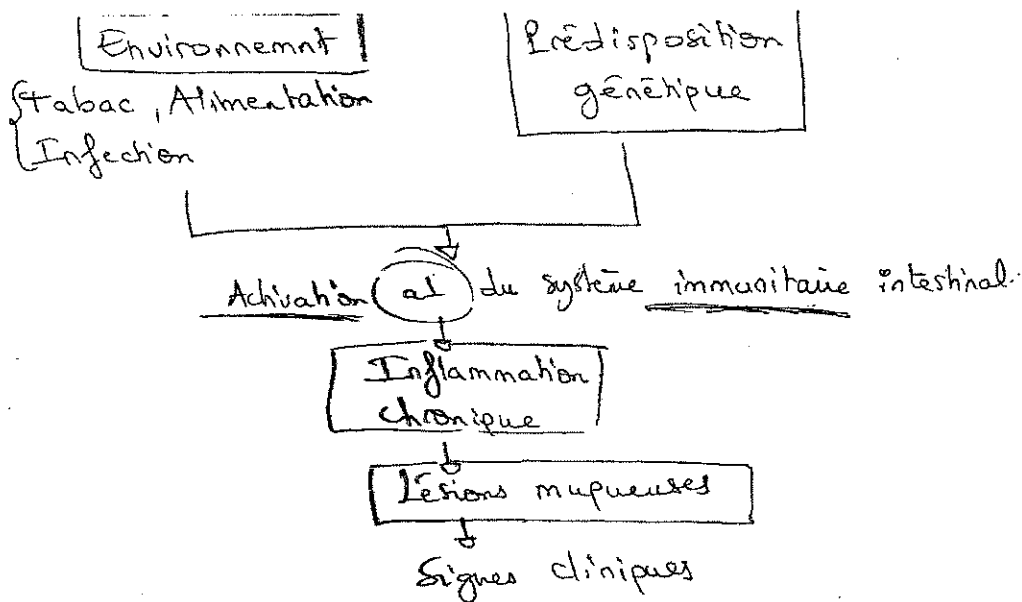 Environnemnt
Prédisposition
génétique
Tabac, Alimentation
Infection
Activation al du système immunitaire intestinal.
Inflammation
chronique
Lésions muqueuses
Signes cliniques